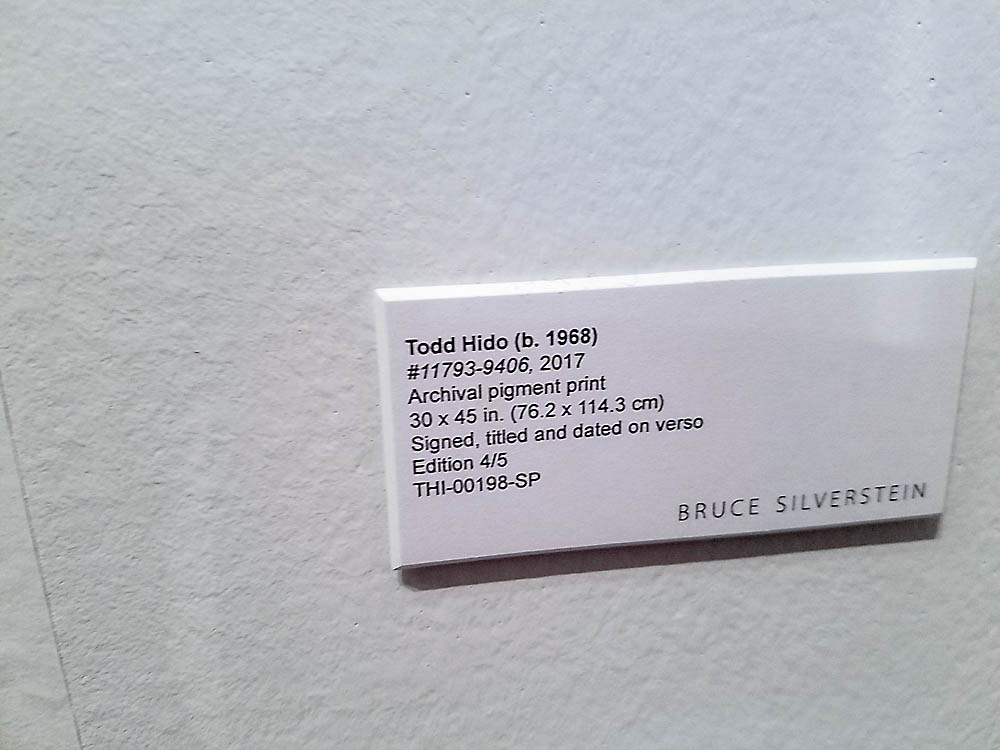 Todd Hido (b. 1968)
#11793-9406, 2017
Archival pigment print
30 x 45 in. (76.2 x 114.3 cm)
Signed, titled and dated on verso
Edition 4/5
THI-00198-SP
BRUCE SILVERSTEIN